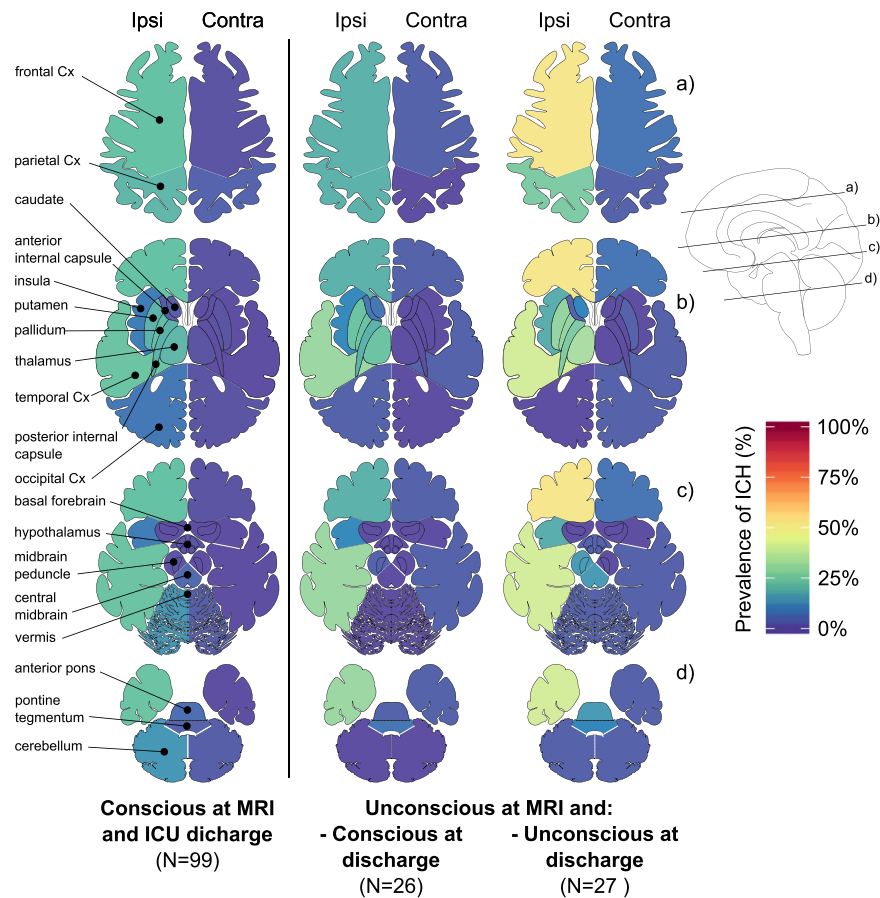 Ipsi Contra Ipsi Contra Ipsi Contra
frontal Cx
parietal Cx
caudate
anterior
internal capsule
insula
putamen
pallidum
thalamus
temporal Cx
posterior internal
capsule
occipital Cx
basal forebrain
hypothalamus
midbrain
peduncle
central
midbrain
vermis
anterior pons
pontine
tegmentum
cerebellum
a)
b)
c)
d)
a)
b)
c)
d)
Prevalence of ICH (%)
100%
75%
50%
25%
0%
Conscious at MRI
and ICU dicharge
(N=99)
Unconscious at MRI and:
- Conscious at
discharge
(N=26)
- Unconscious at
discharge
(N=27 )